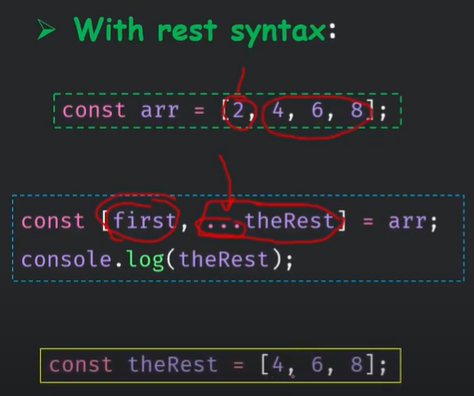 ➤ With rest syntax:
const arr = [2, 4, 6, 8];
const [first, ...theRest] = arr;
console.log(theRest);
const theRest = [4, 6, 8];